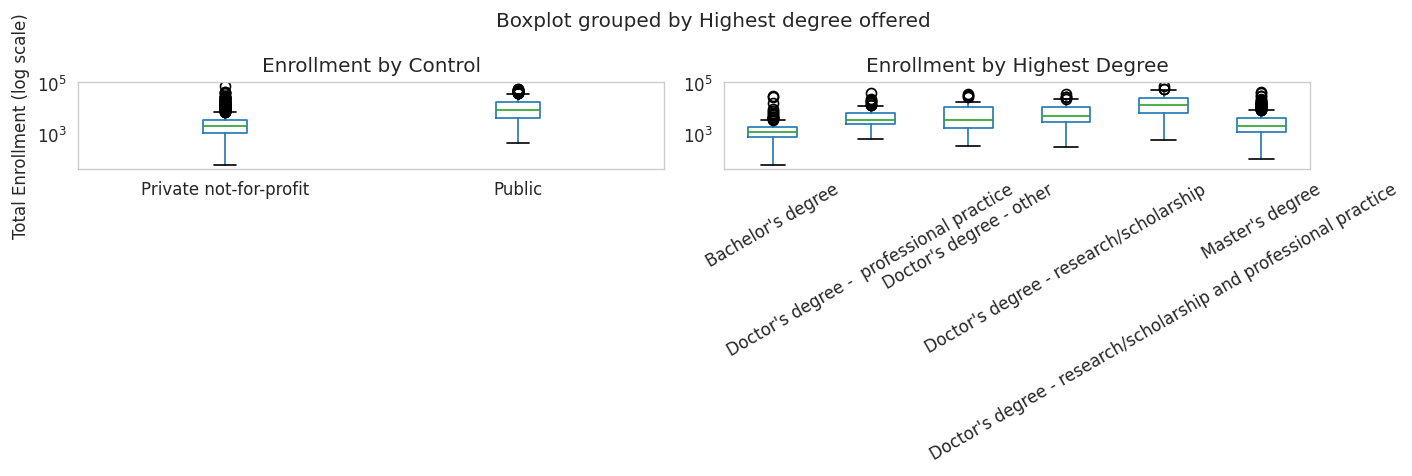 Boxplot grouped by Highest degree offered
Enrollment by Control
Total Enrollment (log scale)
10^5
10^3
Private not-for-profit
Public
Enrollment by Highest Degree
10^5
10^3
Bachelor's degree
Doctor's degree -  professional practice
Doctor's degree - other
Doctor's degree - research/scholarship
Doctor's degree - research/scholarship and professional practice
Master's degree